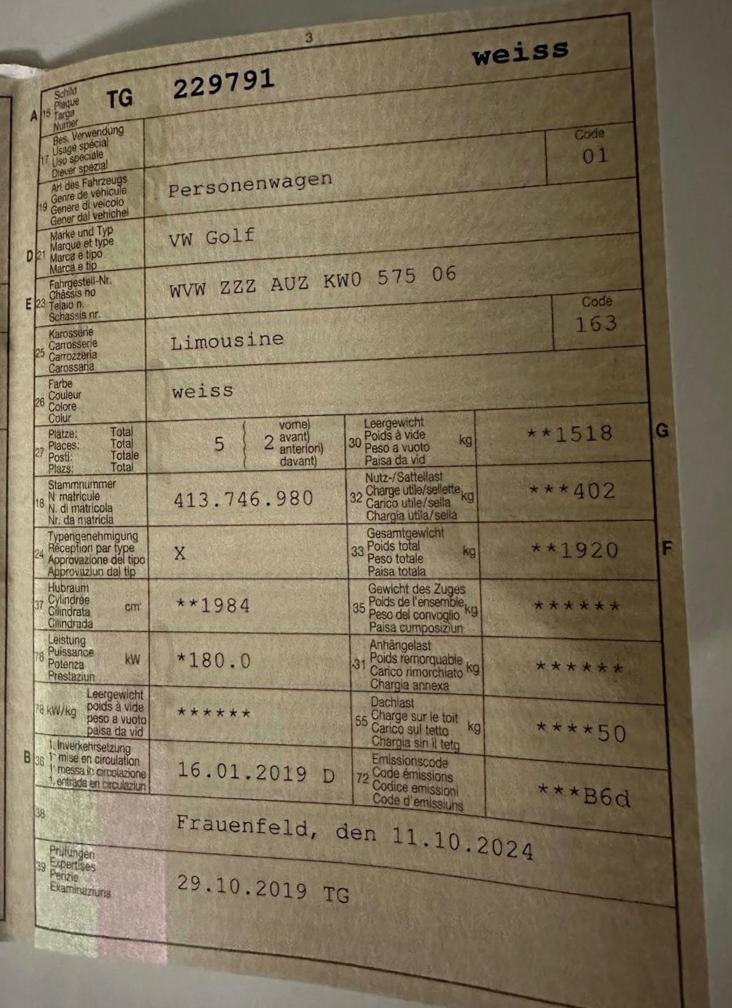 3
A 15 Schild Plaque Targa Numer TG 229791 weiss
17 Bes. Verwendung
Usage spécial
Uso speciale
Diever spezial
19 Art des Fahrzeugs
Genre de véhicule
Genere di veicolo
Gener dal vehichel
Personenwagen
Code
01
D 21 Marke und Typ
Marque et type
Marca e tipo
Marca e tip
VW Golf
E 23 Fahrgestell-Nr.
Châssis no
Telaio n.
Schassis nr.
WVW ZZZ AUZ KW0 575 06
25 Karosserie
Carrosserie
Carrozzeria
Carossaria
Limousine
Code
163
26 Farbe
Couleur
Colore
Colur
weiss
27 Plätze: Total
Places: Total
Posti: Totale
Plazs: Total
5 ( 2 vorne)
avant)
anteriori)
davant)
30 Leergewicht
Poids à vide kg
Peso a vuoto
Paisa da vid
**1518 G
18 Stammnummer
N matricule
N. di matricola
Nr. da matricla
413.746.980
32 Nutz-/Sattellast
Charge utile/sellette kg
Carico utile/sella
Chargia utila/sella
***402
24 Typengenehmigung
Réception par type
Approvazione del tipo
Approvaziun dal tip
X
33 Gesamtgewicht
Poids total kg
Peso totale
Paisa totala
**1920 F
37 Hubraum
Cylindrée cm³
Cilindrata
Cilindrada
**1984
35 Gewicht des Zuges
Poids de l'ensemble kg
Peso del convoglio
Paisa cumposiziun
******
76 Leistung
Puissance kW
Potenza
Prestaziun
*180.0
31 Anhängelast
Poids remorquable kg
Carico rimorchiato
Chargia annexa
******
78 kW/kg Leergewicht
poids à vide
peso a vuoto
paisa da vid
******
55 Dachlast
Charge sur le toit kg
Carico sul tetto
Chargia sin il tetg
****50
B 36 1. Inverkehrsetzung
1ʳᵉ mise en circulation
1ª messa in circolazione
1. entrada en circulaziun
16.01.2019 D
72 Emissionscode
Code émissions
Codice emissioni
Code d'emissiuns
***B6d
38 Frauenfeld, den 11.10.2024
39 Prüfungen
Expertises
Perizie
Examinaziuns
29.10.2019 TG